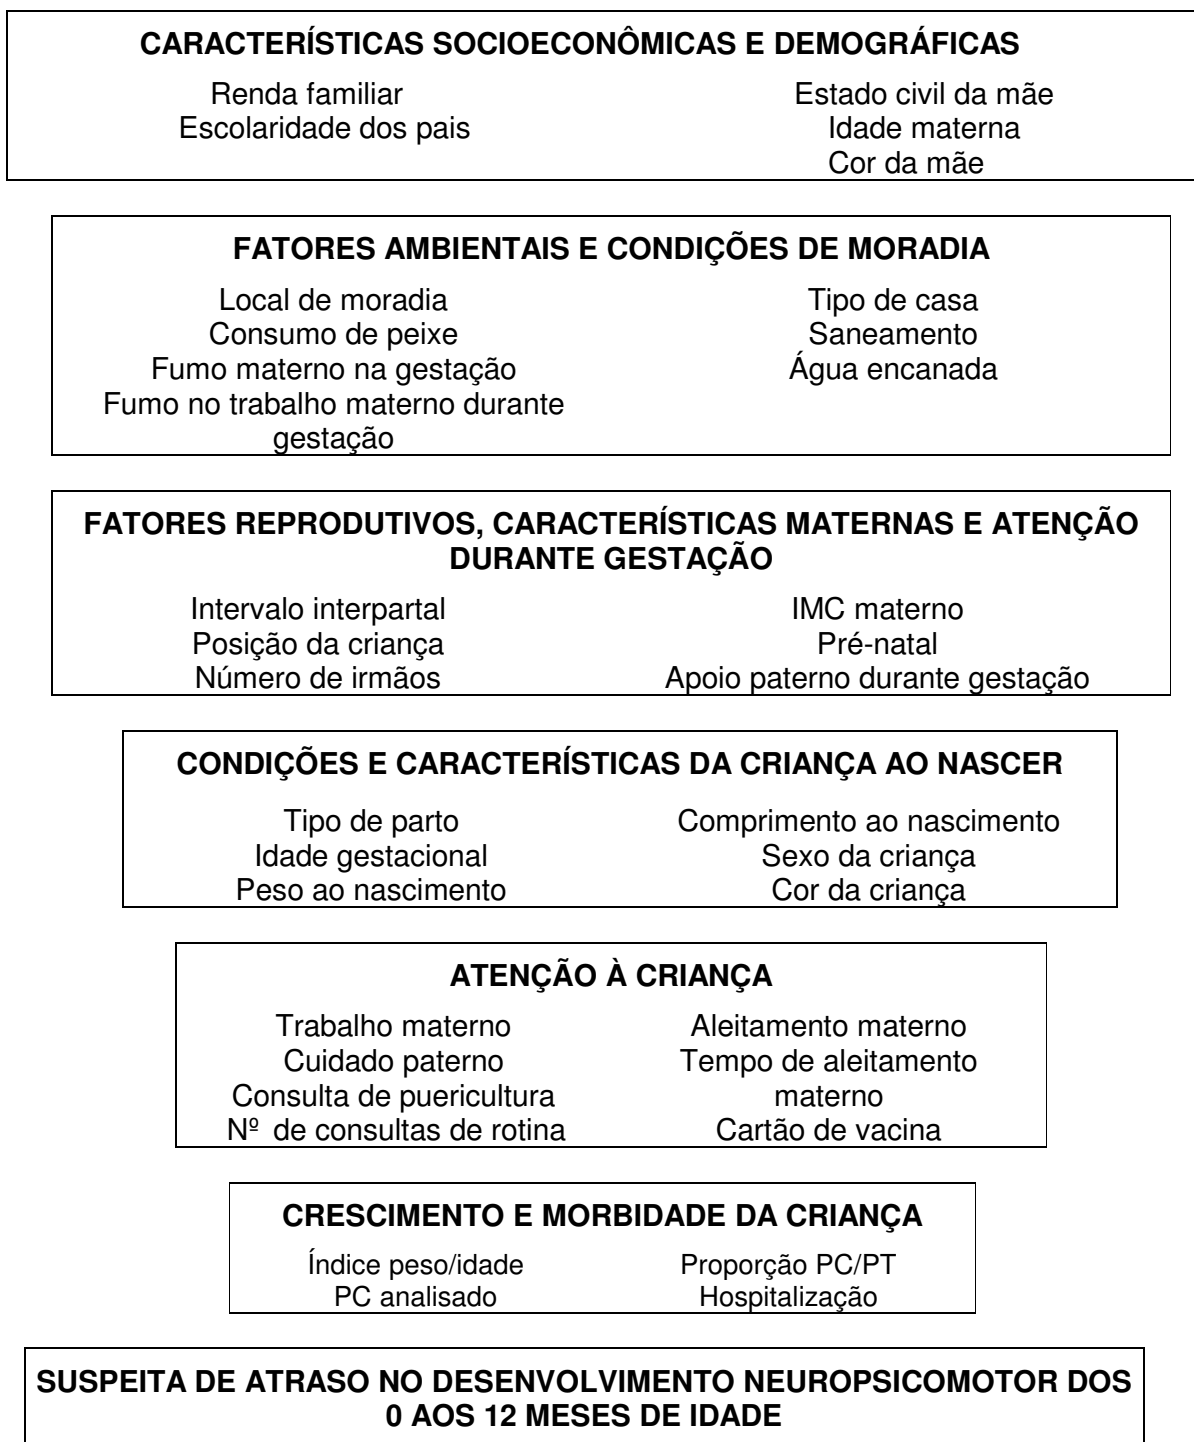 CARACTERÍSTICAS SOCIOECONÔMICAS E DEMOGRÁFICAS
Renda familiar
Escolaridade dos pais
Estado civil da mãe
Idade materna
Cor da mãe
FATORES AMBIENTAIS E CONDIÇÕES DE MORADIA
Local de moradia
Consumo de peixe
Fumo materno na gestação
Fumo no trabalho materno durante
gestação
Tipo de casa
Saneamento
Água encanada
FATORES REPRODUTIVOS, CARACTERÍSTICAS MATERNAS E ATENÇÃO
DURANTE GESTAÇÃO
Intervalo interpartal
Posição da criança
Número de irmãos
IMC materno
Pré-natal
Apoio paterno durante gestação
CONDIÇÕES E CARACTERÍSTICAS DA CRIANÇA AO NASCER
Tipo de parto
Idade gestacional
Peso ao nascimento
Comprimento ao nascimento
Sexo da criança
Cor da criança
ATENÇÃO À CRIANÇA
Trabalho materno
Cuidado paterno
Consulta de puericultura
Nº de consultas de rotina
Aleitamento materno
Tempo de aleitamento
materno
Cartão de vacina
CRESCIMENTO E MORBIDADE DA CRIANÇA
Índice peso/idade
PC analisado
Proporção PC/PT
Hospitalização
SUSPEITA DE ATRASO NO DESENVOLVIMENTO NEUROPSICOMOTOR DOS
0 AOS 12 MESES DE IDADE